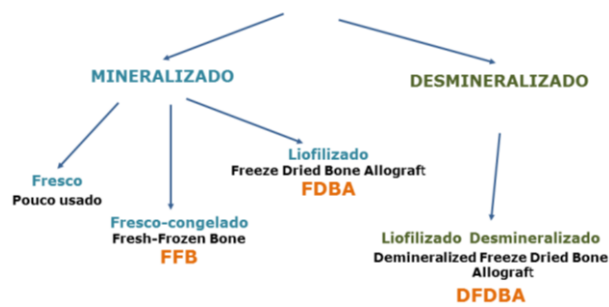 MINERALIZADO
DESMINERALIZADO
Fresco
Pouco usado
Fresco-congelado
Fresh-Frozen Bone
FFB
Liofilizado
Freeze Dried Bone Allograft
FDBA
Liofilizado Desmineralizado
Demineralized Freeze Dried Bone
Allograft
DFDBA